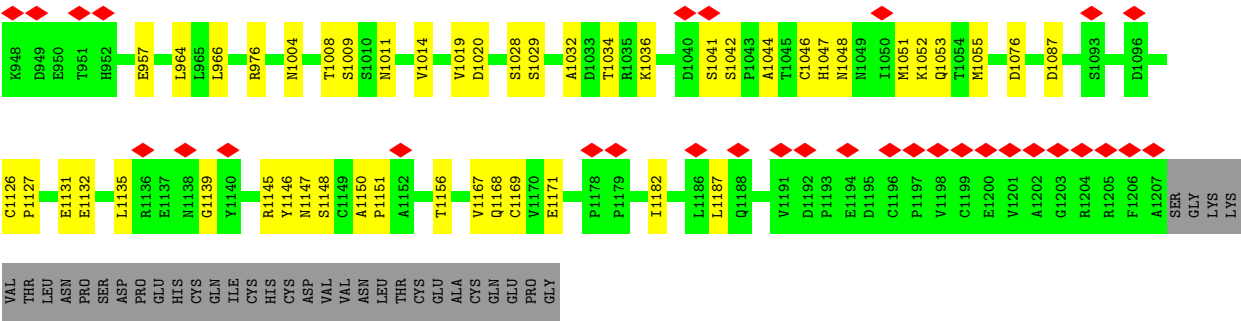 K948 D949 E950 T951 H952 E957 L964 L965 L966 R976 N1004 T1008 S1009 S1010 N1011 V1014 V1019 D1020 S1028 S1029 A1032 D1033 T1034 R1035 K1036 D1040 S1041 S1042 P1043 A1044 T1045 C1046 H1047 N1048 N1049 I1050 M1051 K1052 Q1053 T1054 M1055 D1076 D1087 S1093 D1096
C1126 P1127 E1131 E1132 L1135 R1136 E1137 N1138 G1139 Y1140 R1145 Y1146 N1147 S1148 C1149 A1150 P1151 A1152 T1156 V1167 Q1168 C1169 V1170 E1171 P1178 P1179 I1182 L1186 L1187 Q1188 V1191 D1192 P1193 E1194 D1195 C1196 P1197 V1198 C1199 E1200 V1201 A1202 G1203 R1204 R1205 F1206 A1207 SER GLY LYS LYS
VAL THR LEU ASN PRO SER ASP PRO GLU HIS CYS GLN ILE CYS HIS CYS ASP VAL VAL ASN LEU THR CYS GLU ALA CYS GLN GLU PRO GLY